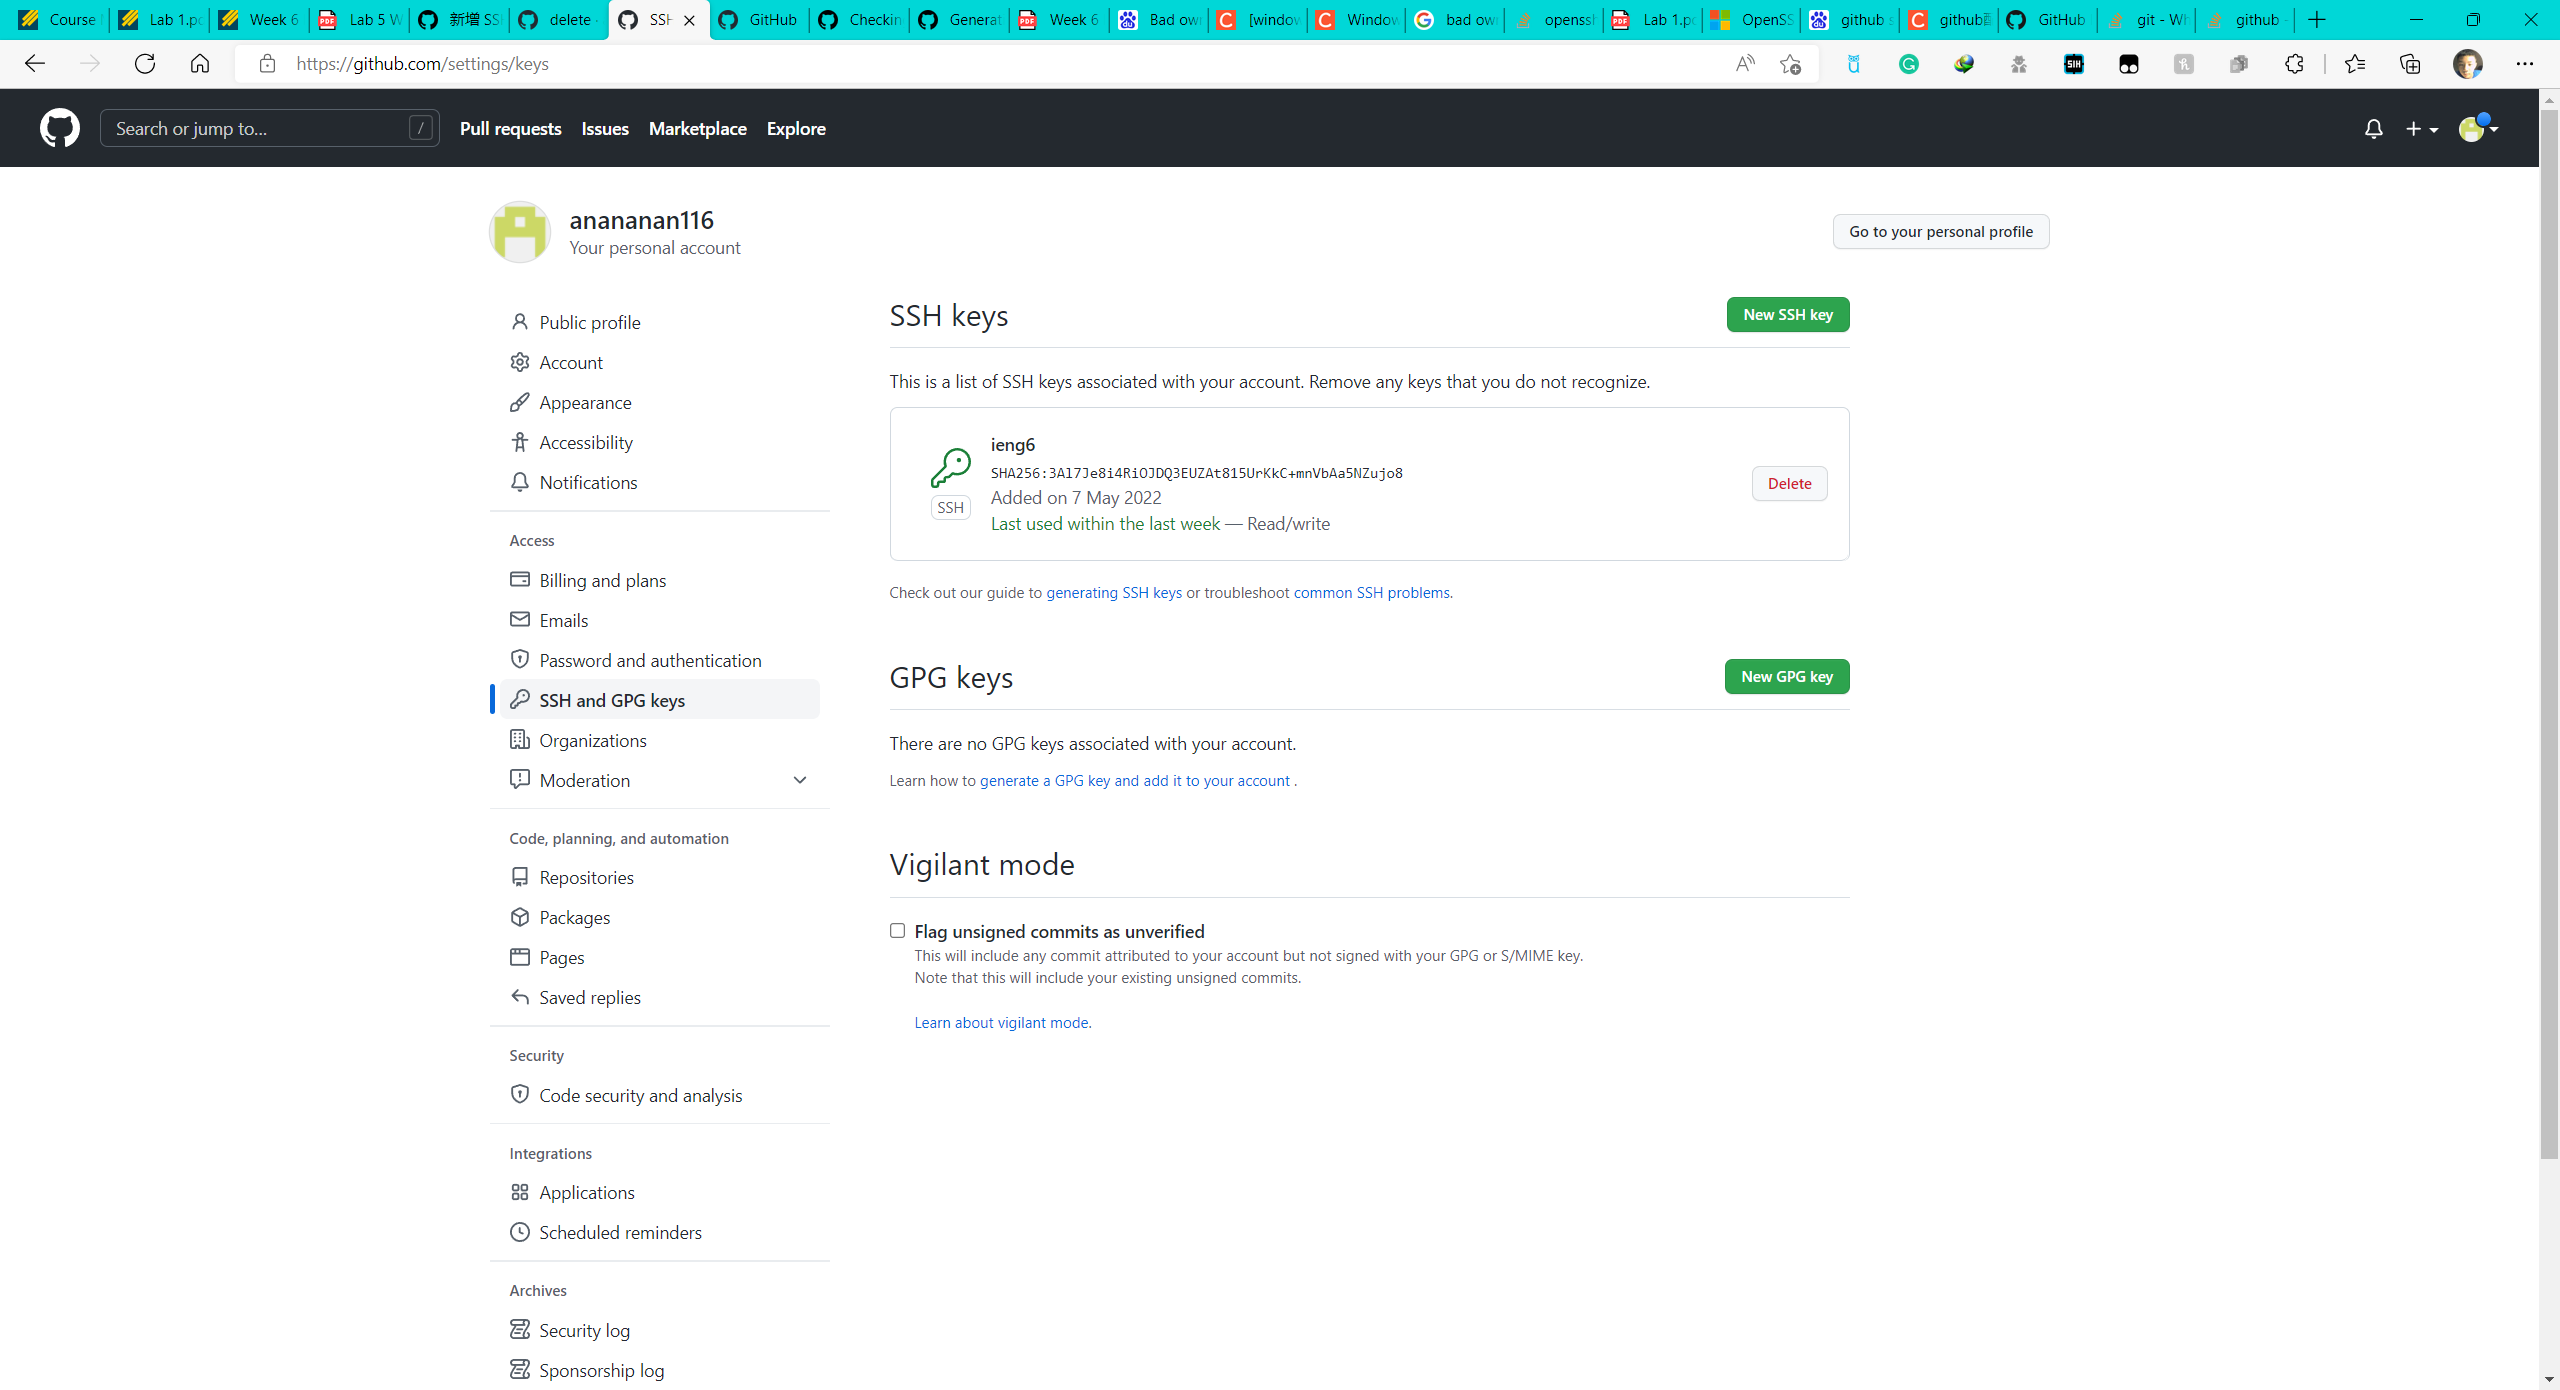 Course
Lab 1.pd
Week 6
Lab 5 W
新增 SS
delete
SSH
GitHub
Checkin
Generat
Week 6
Bad own
[window
Window
bad own
openssh
Lab 1.pd
OpenSS
github s
github
GitHub
git - Wh
github -
https://github.com/settings/keys
Search or jump to... /
Pull requests Issues Marketplace Explore
anananan116
Your personal account
Go to your personal profile
Public profile
Account
Appearance
Accessibility
Notifications
Access
Billing and plans
Emails
Password and authentication
SSH and GPG keys
Organizations
Moderation
Code, planning, and automation
Repositories
Packages
Pages
Saved replies
Security
Code security and analysis
Integrations
Applications
Scheduled reminders
Archives
Security log
Sponsorship log
SSH keys
New SSH key
This is a list of SSH keys associated with your account. Remove any keys that you do not recognize.
ieng6
SHA256:3Al7Je8i4RiOJDQ3EUZAt815UrKkC+mnVbAa5NZujo8
Added on 7 May 2022
Last used within the last week — Read/write
SSH
Delete
Check out our guide to generating SSH keys or troubleshoot common SSH problems.
GPG keys
New GPG key
There are no GPG keys associated with your account.
Learn how to generate a GPG key and add it to your account .
Vigilant mode
Flag unsigned commits as unverified
This will include any commit attributed to your account but not signed with your GPG or S/MIME key.
Note that this will include your existing unsigned commits.
Learn about vigilant mode.